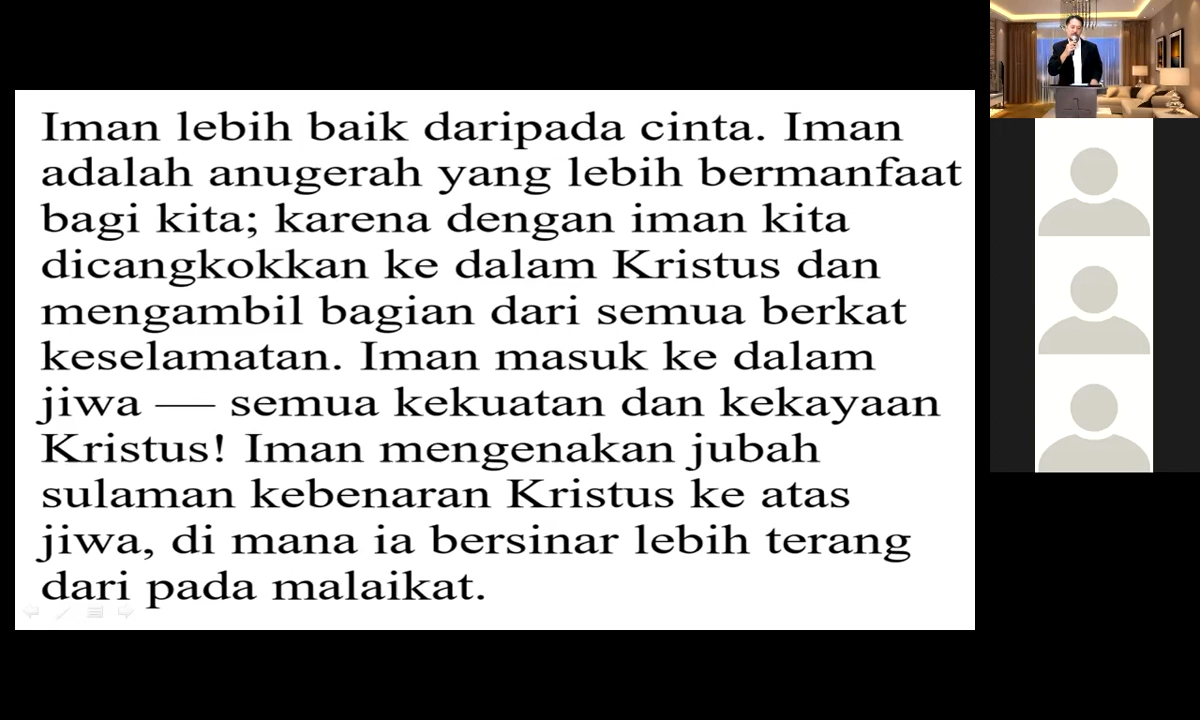 Iman lebih baik daripada cinta. Iman
adalah anugerah yang lebih bermanfaat
bagi kita; karena dengan iman kita
dicangkokkan ke dalam Kristus dan
mengambil bagian dari semua berkat
keselamatan. Iman masuk ke dalam
jiwa — semua kekuatan dan kekayaan
Kristus! Iman mengenakan jubah
sulaman kebenaran Kristus ke atas
jiwa, di mana ia bersinar lebih terang
dari pada malaikat.